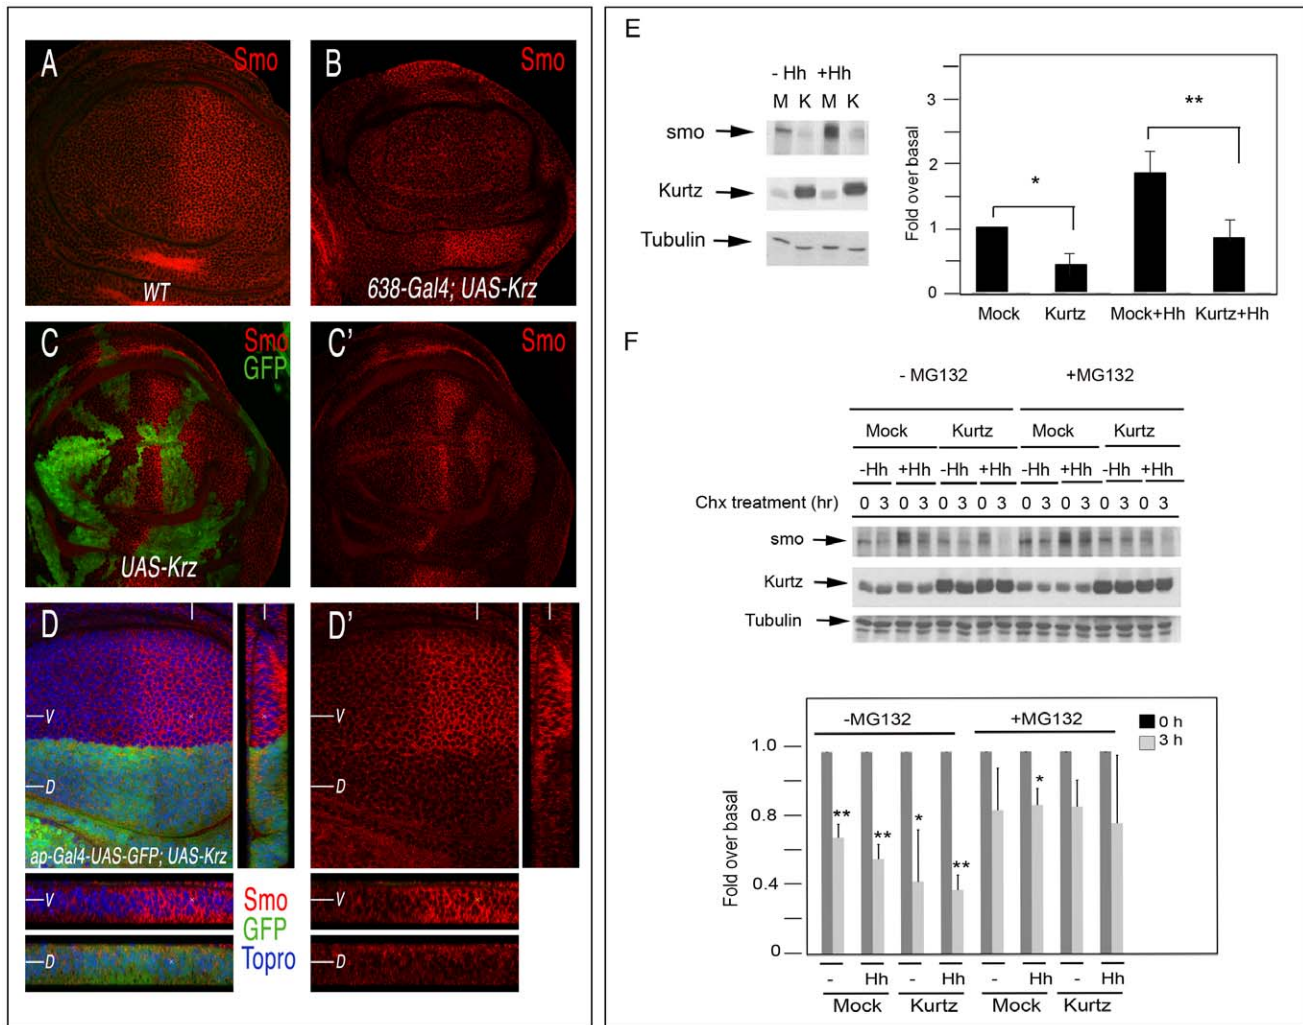 A
Smo
WT
B
Smo
638-Gal4; UAS-Krz
C
Smo
GFP
UAS-Krz
C'
Smo
D
V
D
ap-Gal4-UAS-GFP; UAS-Krz
D'
V
D
V
D
Smo
GFP
Topro
V
D
E
- Hh +Hh
M K M K
smo
Kurtz
Tubulin
Fold over basal
3
2
1
0
*
**
Mock Kurtz Mock+Hh Kurtz+Hh
F
- MG132 +MG132
Mock Kurtz Mock Kurtz
-Hh +Hh -Hh +Hh -Hh +Hh -Hh +Hh
Chx treatment (hr) 0 3 0 3 0 3 0 3 0 3 0 3 0 3 0 3
smo
Kurtz
Tubulin
-MG132 +MG132
0 h
3 h
Fold over basal
1.0
0.8
0.4
0
** ** * ** *
- Hh - Hh - Hh - Hh
Mock Kurtz Mock Kurtz